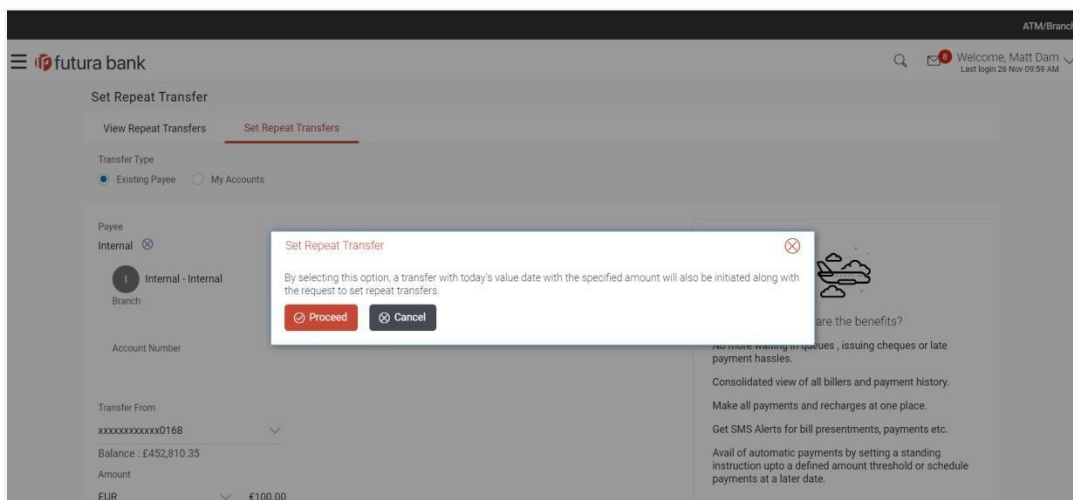 ATM/Branch
futura bank
8
Welcome, Matt Dam
Last login 26 Nov 09:59 AM
Set Repeat Transfer
View Repeat Transfers
Set Repeat Transfers
Transfer Type
Existing Payee
My Accounts
Payee
Internal
I
Internal - Internal
Branch
Account Number
Set Repeat Transfer
By selecting this option, a transfer with today's value date with the specified amount will also be initiated along with
the request to set repeat transfers.
Proceed
Cancel
Transfer From
xxxxxxxxxxxx0168
Balance : £452,810.35
Amount
EUR
€100.00
are the benefits?
No more waiting in queues , issuing cheques or late
payment hassles.
Consolidated view of all billers and payment history.
Make all payments and recharges at one place.
Get SMS Alerts for bill presentments, payments etc.
Avail of automatic payments by setting a standing
instruction upto a defined amount threshold or schedule
payments at a later date.